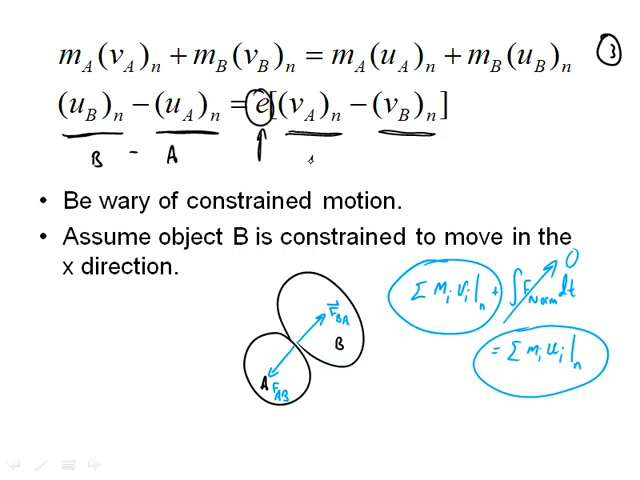 m_A(v_A)_n + m_B(v_B)_n = m_A(u_A)_n + m_B(u_B)_n ③
(u_B)_n − (u_A)_n = e[(v_A)_n − (v_B)_n]
B - A
• Be wary of constrained motion.
• Assume object B is constrained to move in the
x direction.
Σ m_i v_i|_n + ∫F_Norm dt 0
= Σ m_i u_i|_n
F_BA
B
A
F_AB